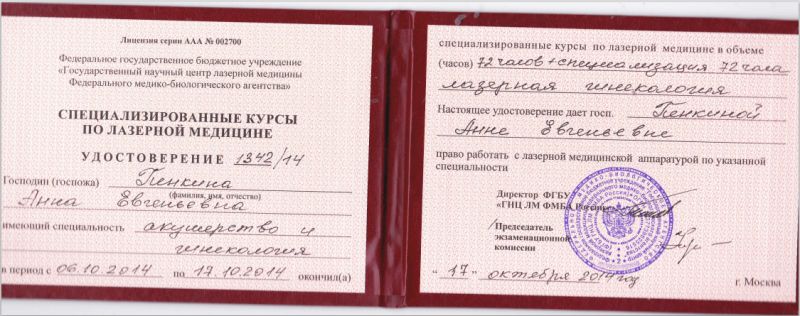 Лицензия серии ААА № 002700
Федеральное государственное бюджетное учреждение
«Государственный научный центр лазерной медицины
Федерального медико-биологического агентства»
СПЕЦИАЛИЗИРОВАННЫЕ КУРСЫ
ПО ЛАЗЕРНОЙ МЕДИЦИНЕ
УДОСТОВЕРЕНИЕ 1342/14
Господин (госпожа) Пенкина
(фамилия, имя, отчество)
Анна Евгеньевна
имеющий специальность акушерство и
гинекология
в период с 06.10.2014 по 17.10.2014 окончил(а)
специализированные курсы по лазерной медицине в объеме
(часов) 72 часов + специализация 72 часа
лазерная гинекология
Настоящее удостоверение дает госп. Пенкиной
Анне Евгеньевне
право работать с лазерной медицинской аппаратурой по указанной
специальности
Директор ФГБУ
«ГНЦ ЛМ ФМБА России»
Председатель
экзаменационной
комиссии
"17" октября 2014 год
г. Москва